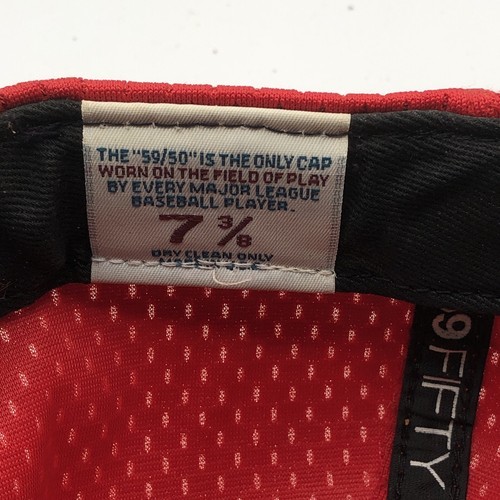 THE "59/50" IS THE ONLY CAP
WORN ON THE FIELD OF PLAY
BY EVERY MAJOR LEAGUE
BASEBALL PLAYER.
7 3/8
DRY CLEAN ONLY
9FIFTY